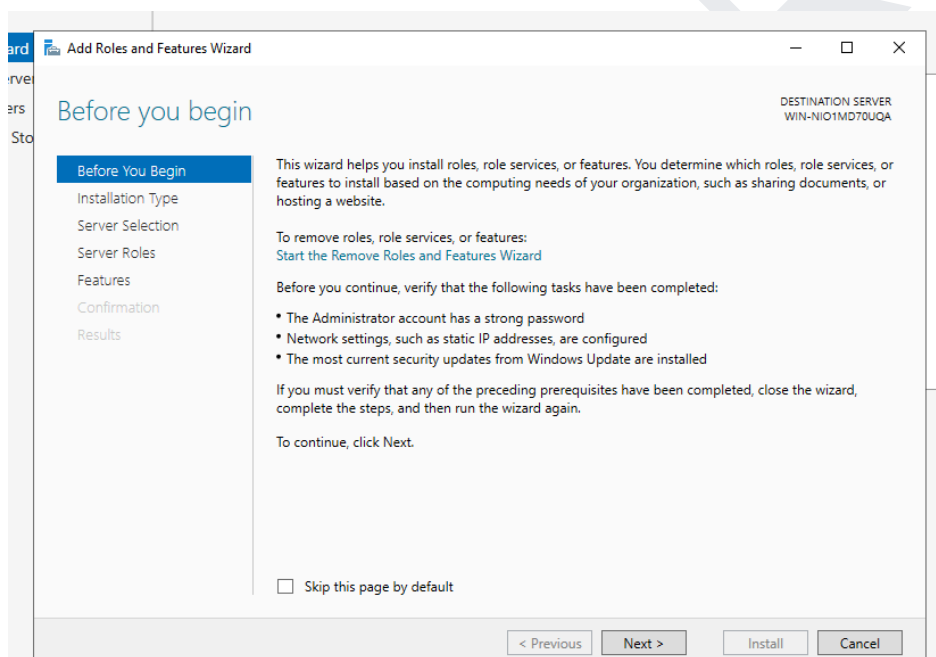 ard
Add Roles and Features Wizard
erver
ers
Sto
Before you begin
DESTINATION SERVER
WIN-NIO1MD70UQA
Before You Begin
Installation Type
Server Selection
Server Roles
Features
Confirmation
Results
This wizard helps you install roles, role services, or features. You determine which roles, role services, or
features to install based on the computing needs of your organization, such as sharing documents, or
hosting a website.
To remove roles, role services, or features:
Start the Remove Roles and Features Wizard
Before you continue, verify that the following tasks have been completed:
• The Administrator account has a strong password
• Network settings, such as static IP addresses, are configured
• The most current security updates from Windows Update are installed
If you must verify that any of the preceding prerequisites have been completed, close the wizard,
complete the steps, and then run the wizard again.
To continue, click Next.
Skip this page by default
< Previous Next > Install Cancel